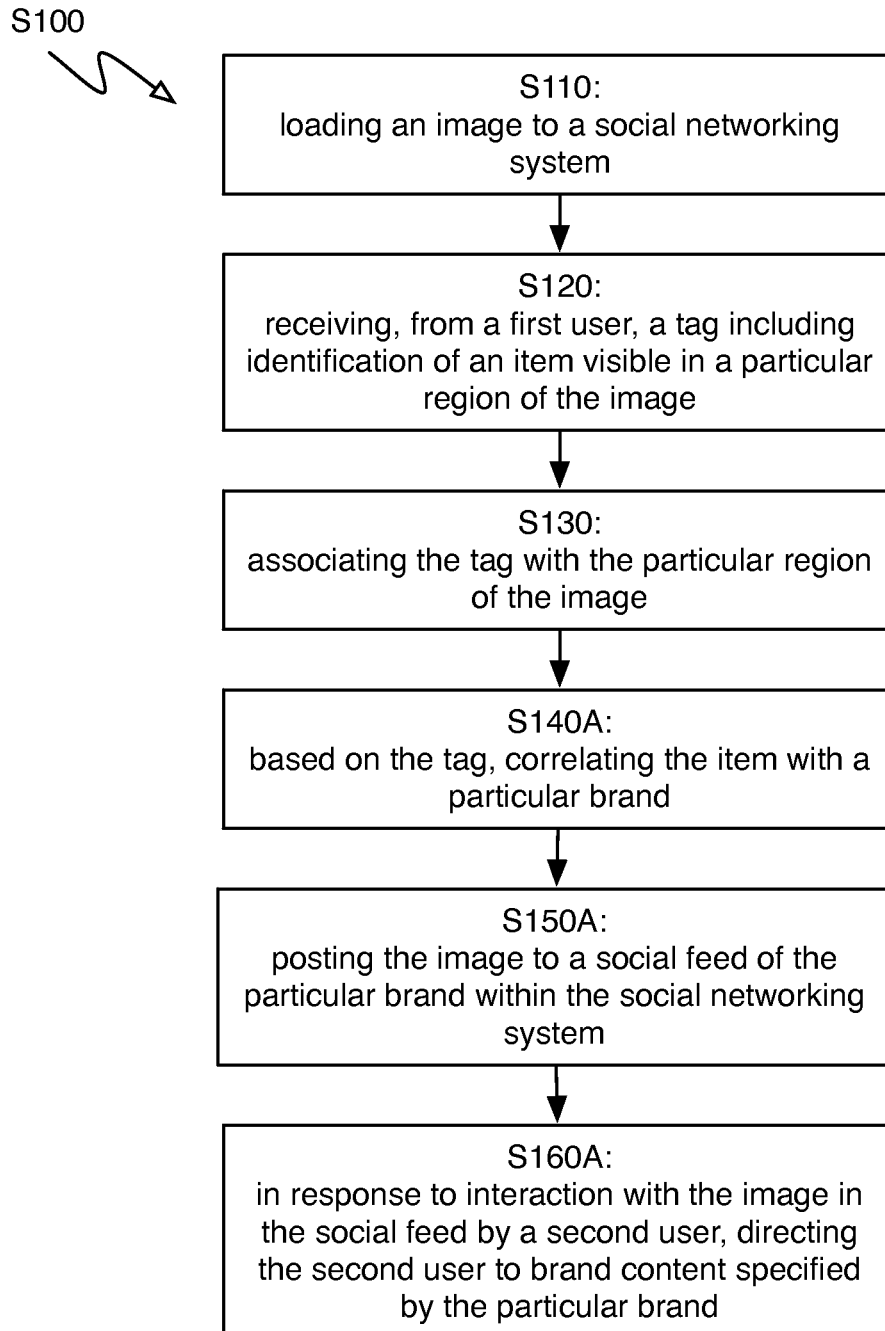 S100
S110:
loading an image to a social networking
system
S120:
receiving, from a first user, a tag including
identification of an item visible in a particular
region of the image
S130:
associating the tag with the particular region
of the image
S140A:
based on the tag, correlating the item with a
particular brand
S150A:
posting the image to a social feed of the
particular brand within the social networking
system
S160A:
in response to interaction with the image in
the social feed by a second user, directing
the second user to brand content specified
by the particular brand